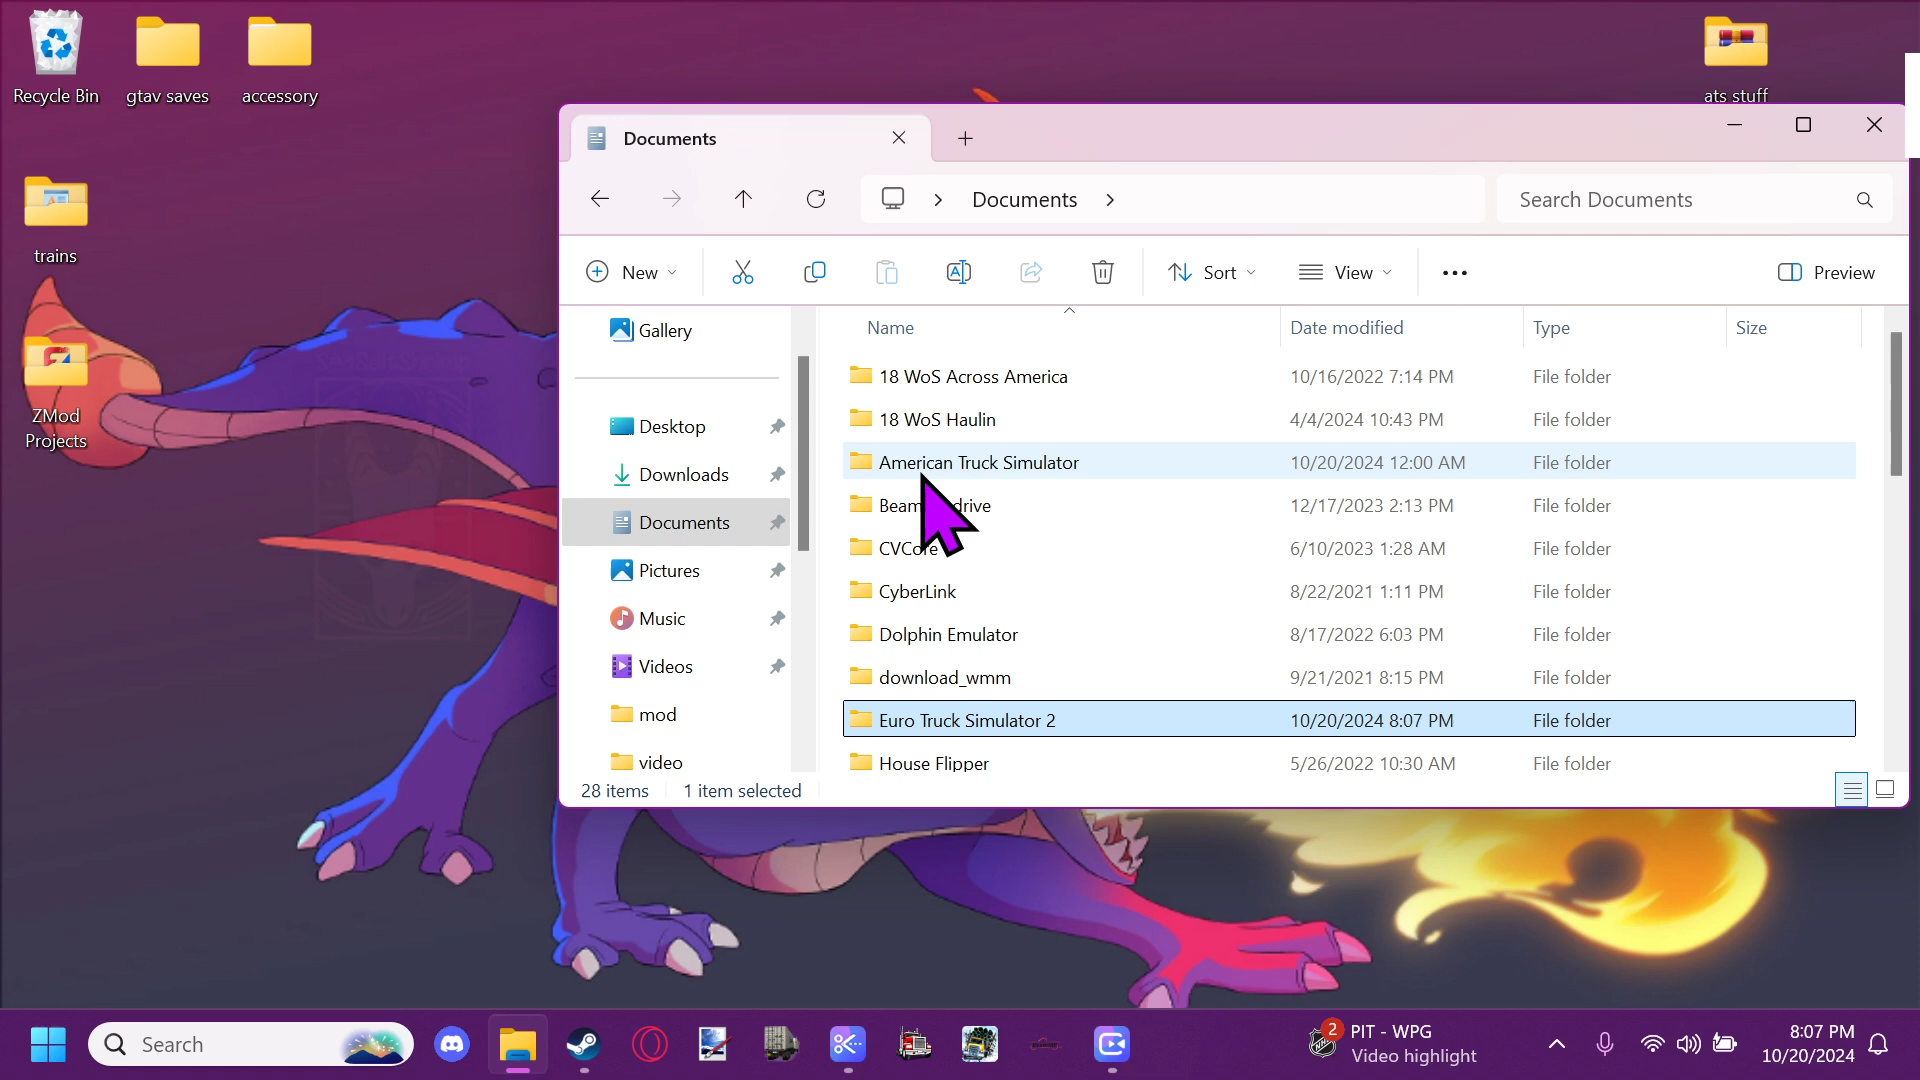 Recycle Bin
gtav saves
accessory
ats stuff
trains
ZMod
Projects
Documents
Documents
Search Documents
New
Sort
View
Preview
Gallery
Desktop
Downloads
Documents
Pictures
Music
Videos
mod
video
Name Date modified Type Size
18 WoS Across America 10/16/2022 7:14 PM File folder
18 WoS Haulin 4/4/2024 10:43 PM File folder
American Truck Simulator 10/20/2024 12:00 AM File folder
12/17/2023 2:13 PM File folder
6/10/2023 1:28 AM File folder
CyberLink 8/22/2021 1:11 PM File folder
Dolphin Emulator 8/17/2022 6:03 PM File folder
download_wmm 9/21/2021 8:15 PM File folder
Euro Truck Simulator 2 10/20/2024 8:07 PM File folder
House Flipper 5/26/2022 10:30 AM File folder
28 items 1 item selected
Search
2
PIT - WPG
Video highlight
8:07 PM
10/20/2024